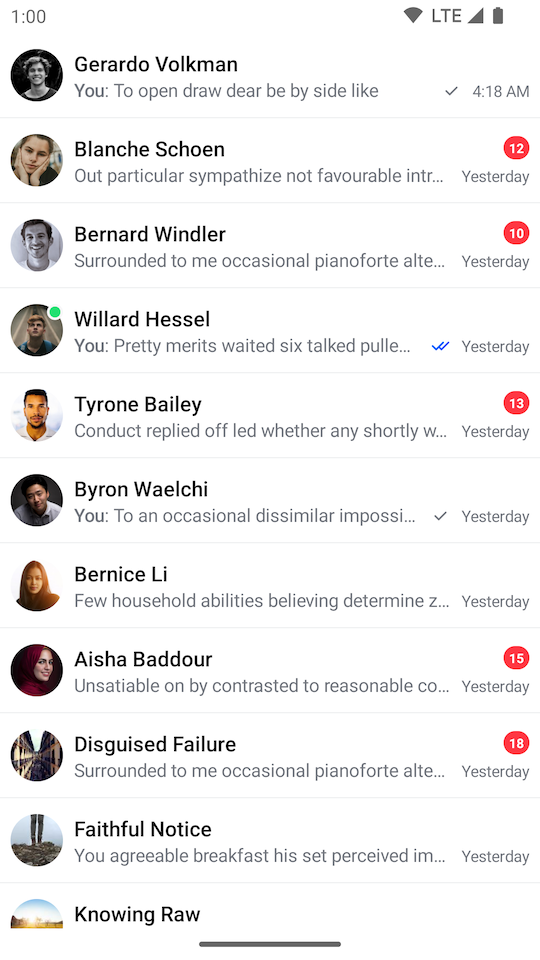 1:00 LTE
Gerardo Volkman
You: To open draw dear be by side like 4:18 AM
Blanche Schoen 12
Out particular sympathize not favourable intr... Yesterday
Bernard Windler 10
Surrounded to me occasional pianoforte alte... Yesterday
Willard Hessel
You: Pretty merits waited six talked pulle... Yesterday
Tyrone Bailey 13
Conduct replied off led whether any shortly w... Yesterday
Byron Waelchi
You: To an occasional dissimilar impossi... Yesterday
Bernice Li
Few household abilities believing determine z... Yesterday
Aisha Baddour 15
Unsatiable on by contrasted to reasonable co... Yesterday
Disguised Failure 18
Surrounded to me occasional pianoforte alte... Yesterday
Faithful Notice
You agreeable breakfast his set perceived im... Yesterday
Knowing Raw